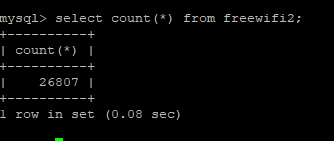 mysql> select count(*) from freewifi2;
+----------+
| count(*) |
+----------+
|    26807 |
+----------+
1 row in set (0.08 sec)